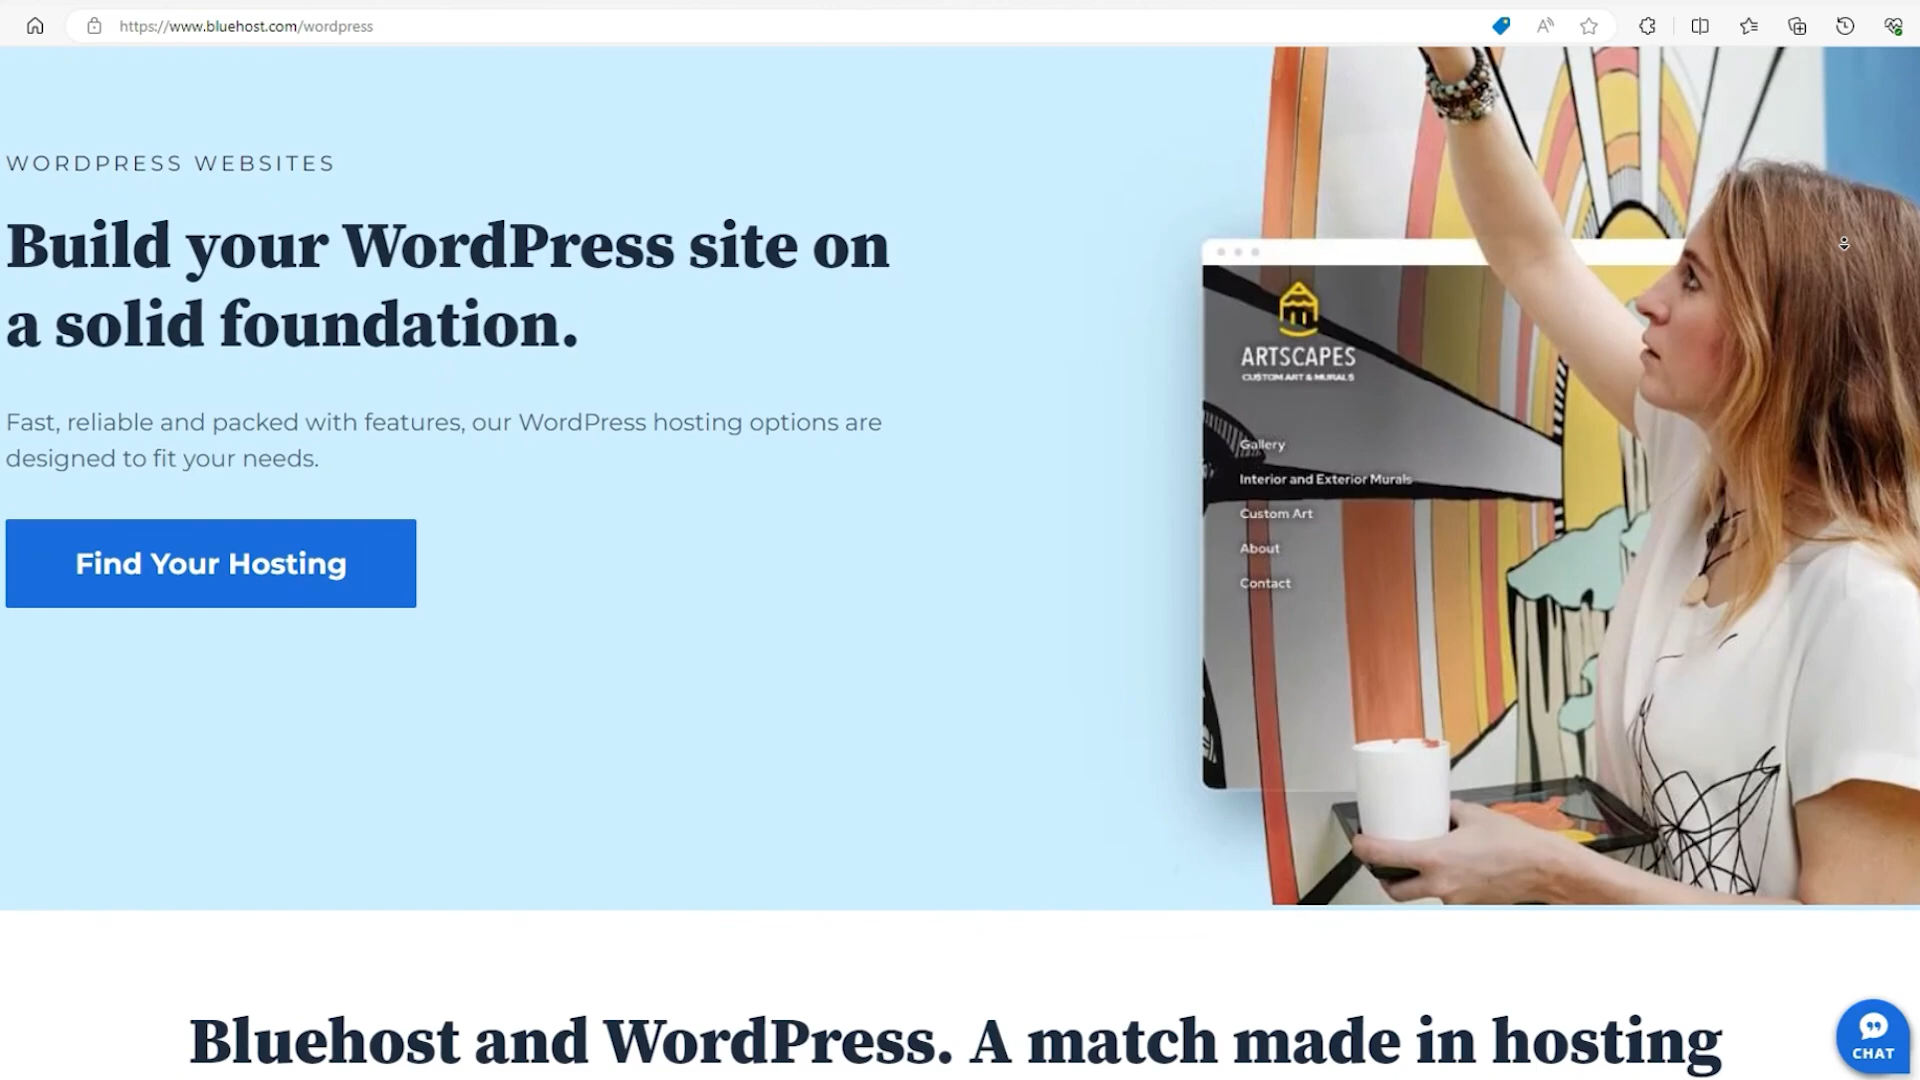 https://www.bluehost.com/wordpress
WORDPRESS WEBSITES
Build your WordPress site on
a solid foundation.
Fast, reliable and packed with features, our WordPress hosting options are
designed to fit your needs.
Find Your Hosting
ARTSCAPES
CUSTOM ART & MURALS
Gallery
Interior and Exterior Murals
Custom Art
About
Contact
Bluehost and WordPress. A match made in hosting
CHAT